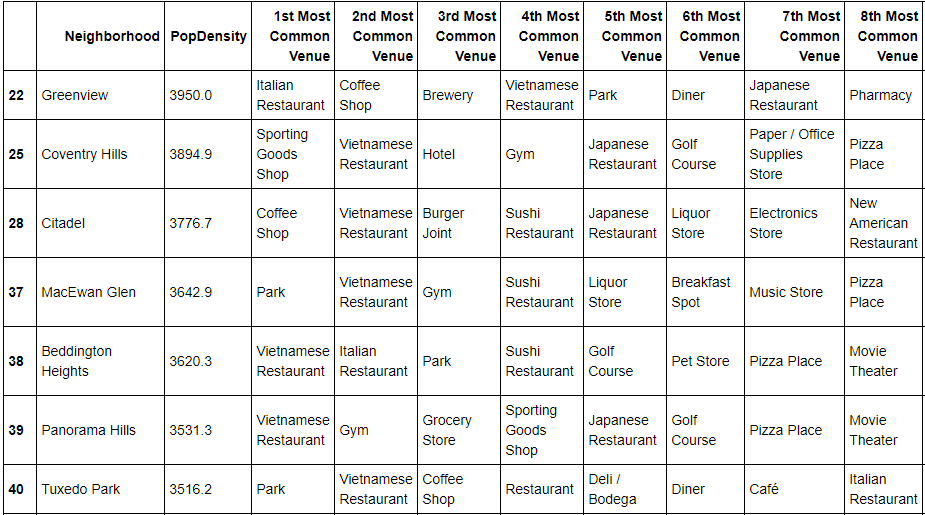 Neighborhood PopDensity 1st Most Common Venue 2nd Most Common Venue 3rd Most Common Venue 4th Most Common Venue 5th Most Common Venue 6th Most Common Venue 7th Most Common Venue 8th Most Common Venue
22 Greenview 3950.0 Italian Restaurant Coffee Shop Brewery Vietnamese Restaurant Park Diner Japanese Restaurant Pharmacy
25 Coventry Hills 3894.9 Sporting Goods Shop Vietnamese Restaurant Hotel Gym Japanese Restaurant Golf Course Paper / Office Supplies Store Pizza Place
28 Citadel 3776.7 Coffee Shop Vietnamese Restaurant Burger Joint Sushi Restaurant Japanese Restaurant Liquor Store Electronics Store New American Restaurant
37 MacEwan Glen 3642.9 Park Vietnamese Restaurant Gym Sushi Restaurant Liquor Store Breakfast Spot Music Store Pizza Place
38 Beddington Heights 3620.3 Vietnamese Restaurant Italian Restaurant Park Sushi Restaurant Golf Course Pet Store Pizza Place Movie Theater
39 Panorama Hills 3531.3 Vietnamese Restaurant Gym Grocery Store Sporting Goods Shop Japanese Restaurant Golf Course Pizza Place Movie Theater
40 Tuxedo Park 3516.2 Park Vietnamese Restaurant Coffee Shop Restaurant Deli / Bodega Diner Café Italian Restaurant